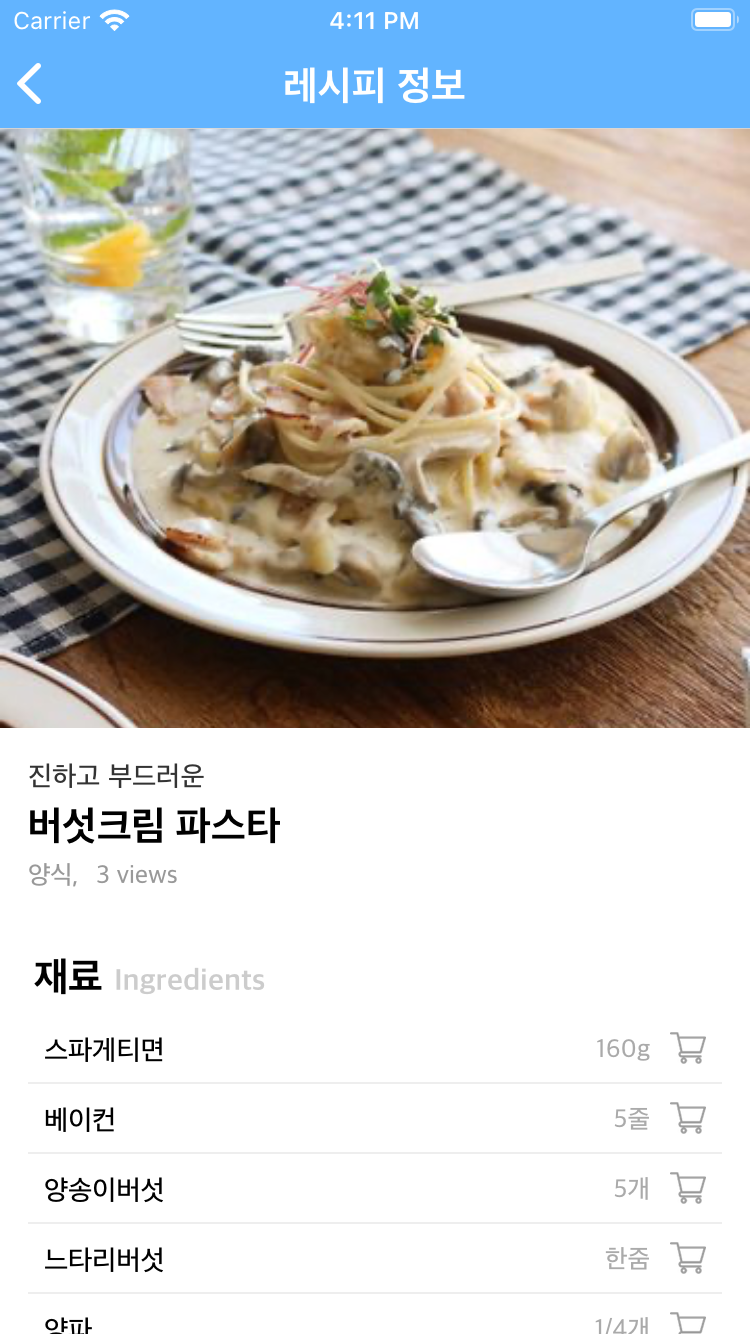 Carrier 4:11 PM
레시피 정보
진하고 부드러운
버섯크림 파스타
양식, 3 views
재료 Ingredients
스파게티면 160g
베이컨 5줄
양송이버섯 5개
느타리버섯 한줌
양파 1/4개